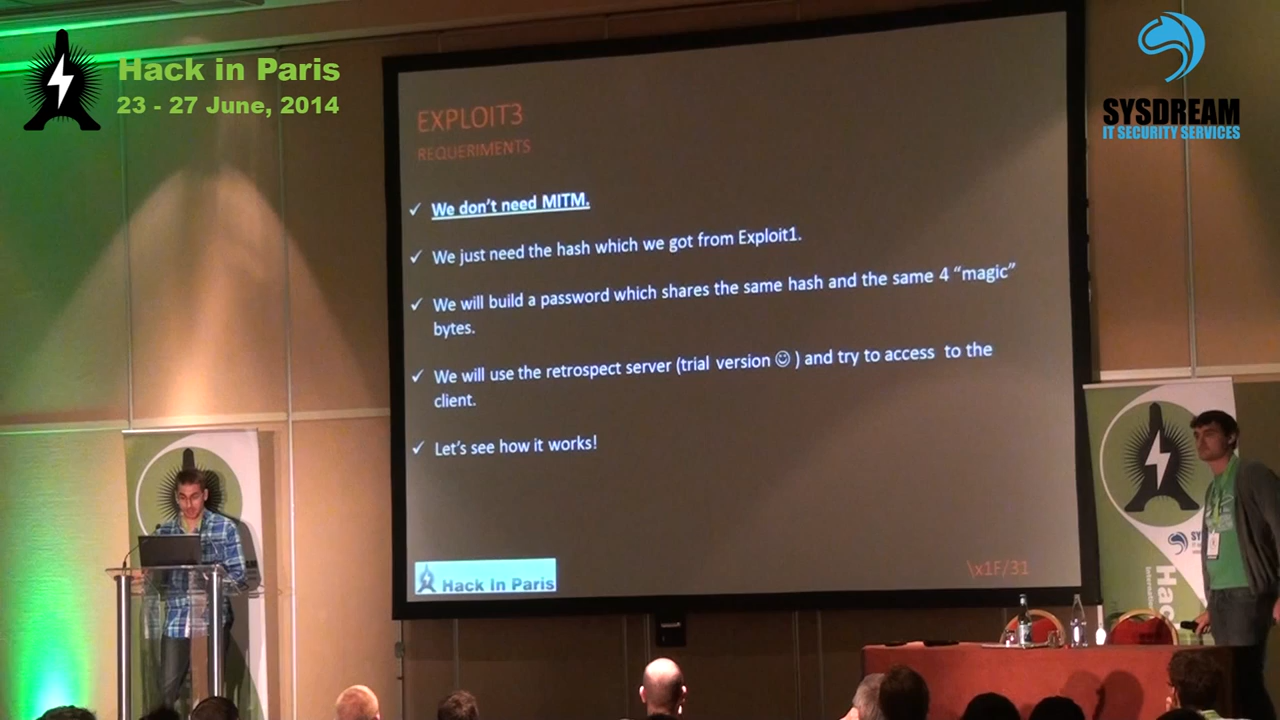 Hack in Paris
23 - 27 June, 2014
SYSDREAM
IT SECURITY SERVICES
EXPLOIT3
REQUERIMENTS
✓ We don't need MITM.
✓ We just need the hash which we got from Exploit1.
✓ We will build a password which shares the same hash and the same 4 “magic”
bytes.
✓ We will use the retrospect server (trial version ☺ ) and try to access to the
client.
✓ Let's see how it works!
Hack In Paris
\x1F/31
SYS
Hac